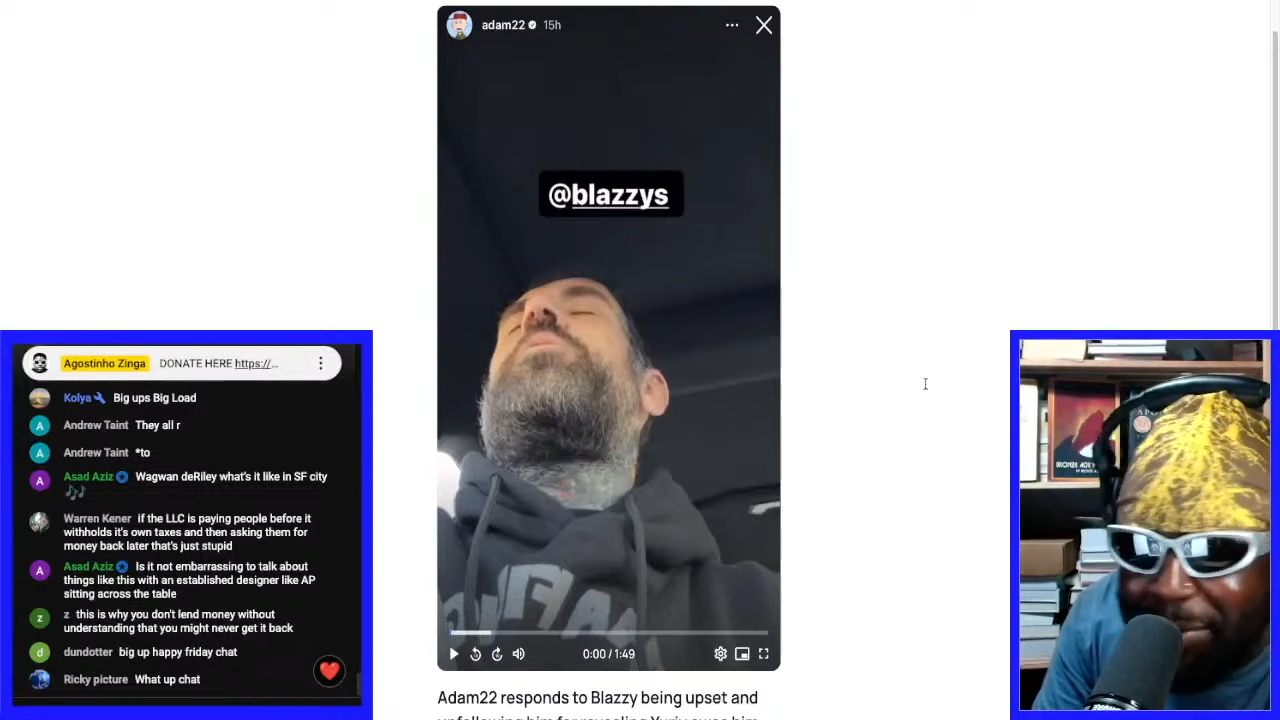 adam22 15h
@blazzys
0:00 / 1:49
Adam22 responds to Blazzy being upset and
Agostinho Zinga DONATE HERE https://...
Kolya Big ups Big Load
Andrew Taint They all r
Andrew Taint *to
Asad Aziz Wagwan deRiley what's it like in SF city
Warren Kener if the LLC is paying people before it
withholds it's own taxes and then asking them for
money back later that's just stupid
Asad Aziz Is it not embarrassing to talk about
things like this with an established designer like AP
sitting across the table
z this is why you don't lend money without
understanding that you might never get it back
dundotter big up happy friday chat
Ricky picture What up chat
BRONZE AGE